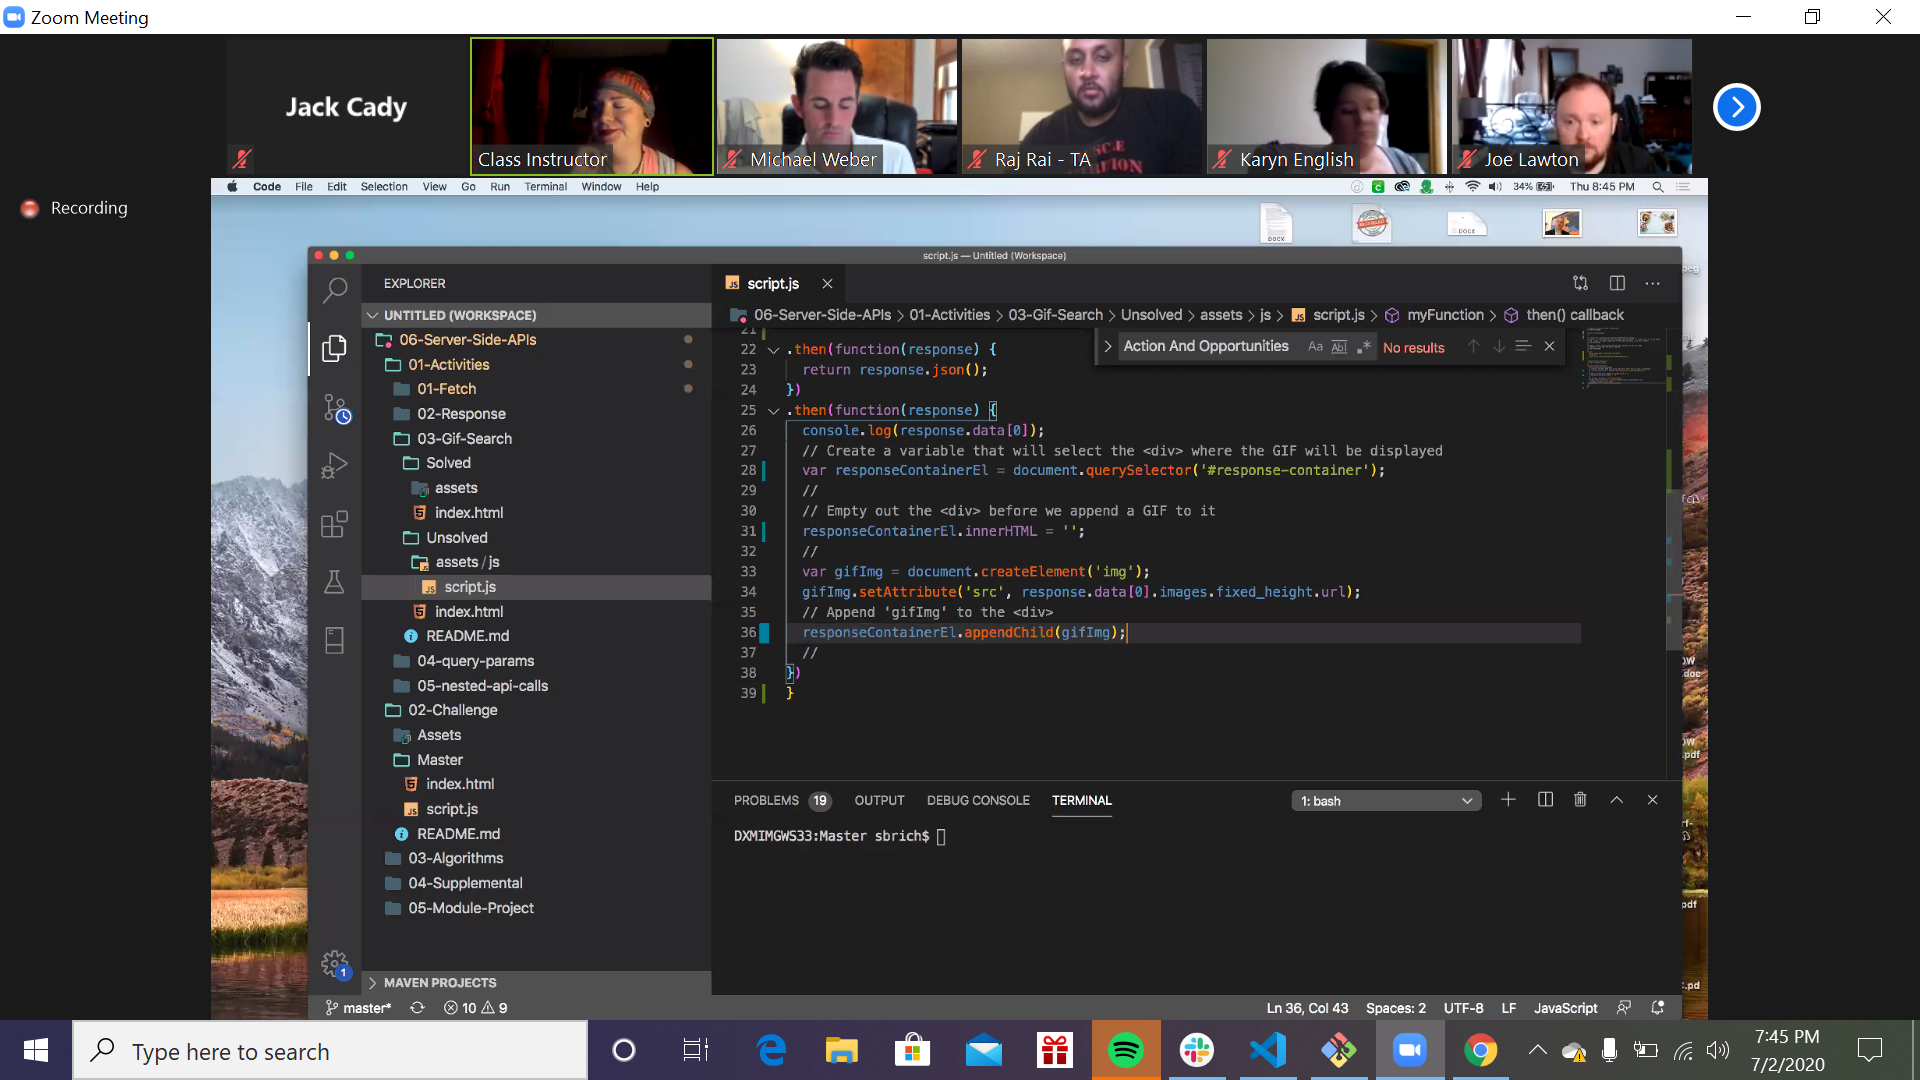 Zoom Meeting
Jack Cady
Class Instructor
Michael Weber
Raj Rai - TA
Karyn English
Joe Lawton
Recording
Code File Edit Selection View Go Run Terminal Window Help
34% Thu 8:45 PM
DOCX
DOCX
script.js — Untitled (Workspace)
EXPLORER
script.js
UNTITLED (WORKSPACE)
06-Server-Side-APIs > 01-Activities > 03-Gif-Search > Unsolved > assets > js > script.js > myFunction > then() callback
06-Server-Side-APIs
01-Activities
01-Fetch
02-Response
03-Gif-Search
Solved
assets
index.html
Unsolved
assets / js
script.js
index.html
README.md
04-query-params
05-nested-api-calls
02-Challenge
Assets
Master
index.html
script.js
README.md
03-Algorithms
04-Supplemental
05-Module-Project
MAVEN PROJECTS
Action And Opportunities Aa Abl .* No results
21
22 .then(function(response) {
23 return response.json();
24 })
25 .then(function(response) {
26 console.log(response.data[0]);
27 // Create a variable that will select the <div> where the GIF will be displayed
28 var responseContainerEl = document.querySelector('#response-container');
29 //
30 // Empty out the <div> before we append a GIF to it
31 responseContainerEl.innerHTML = '';
32 //
33 var gifImg = document.createElement('img');
34 gifImg.setAttribute('src', response.data[0].images.fixed_height.url);
35 // Append 'gifImg' to the <div>
36 responseContainerEl.appendChild(gifImg);
37 //
38 })
39 }
PROBLEMS 19 OUTPUT DEBUG CONSOLE TERMINAL 1: bash
DXMIMGWS33:Master sbrich$
master* 10 9 Ln 36, Col 43 Spaces: 2 UTF-8 LF JavaScript
Type here to search
7:45 PM
7/2/2020